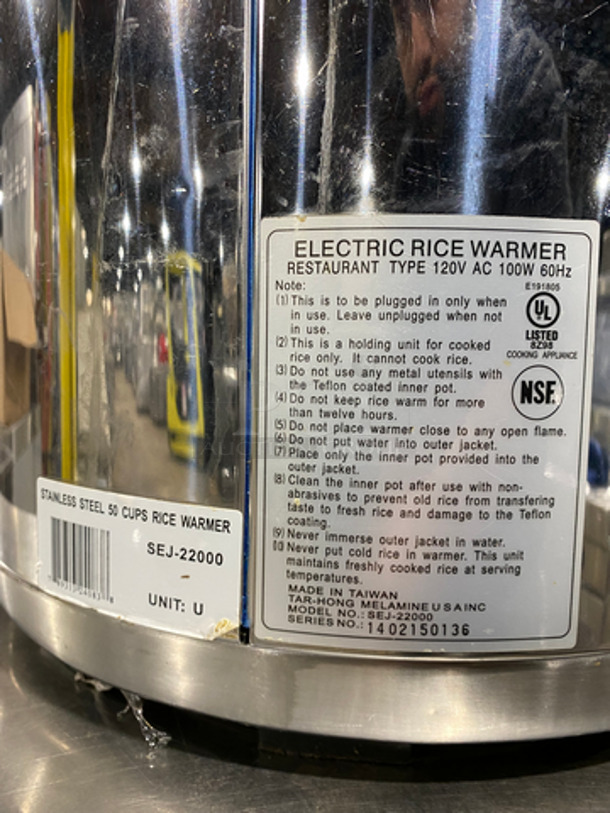 ELECTRIC RICE WARMER
RESTAURANT TYPE 120V AC 100W 60Hz
Note:
(1) This is to be plugged in only when
in use. Leave unplugged when not
in use.
(2) This is a holding unit for cooked
rice only. It cannot cook rice.
(3) Do not use any metal utensils with
the Teflon coated inner pot.
(4) Do not keep rice warm for more
than twelve hours.
(5) Do not place warmer close to any open flame.
(6) Do not put water into outer jacket.
(7) Place only the inner pot provided into the
outer jacket.
(8) Clean the inner pot after use with non-
abrasives to prevent old rice from transfering
taste to fresh rice and damage to the Teflon
coating.
(9) Never immerse outer jacket in water.
(10) Never put cold rice in warmer. This unit
maintains freshly cooked rice at serving
temperatures.
MADE IN TAIWAN
TAR-HONG MELAMINE U S A INC
MODEL NO.: SEJ-22000
SERIES NO.: 1402150136
E191805
UL
LISTED
8Z98
COOKING APPLIANCE
NSF
STAINLESS STEEL 50 CUPS RICE WARMER
SEJ-22000
UNIT: U